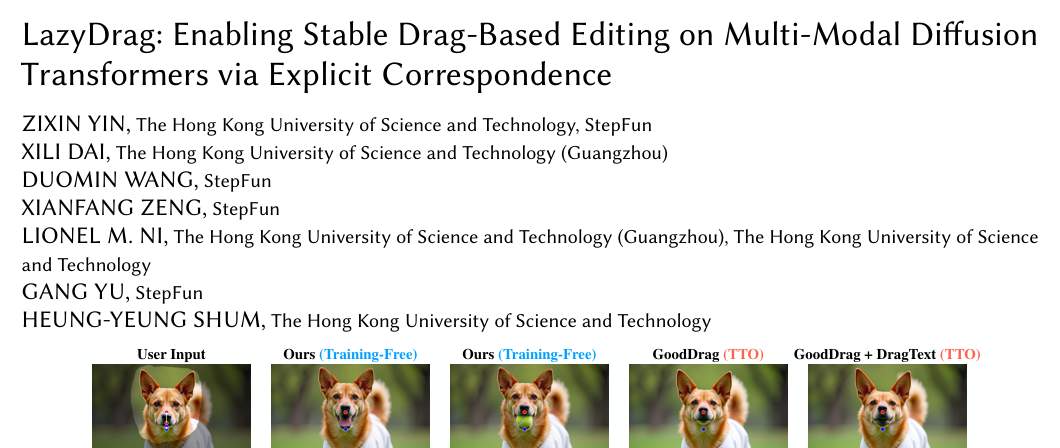 LazyDrag: Enabling Stable Drag-Based Editing on Multi-Modal Diffusion
Transformers via Explicit Correspondence
ZIXIN YIN, The Hong Kong University of Science and Technology, StepFun
XILI DAI, The Hong Kong University of Science and Technology (Guangzhou)
DUOMIN WANG, StepFun
XIANFANG ZENG, StepFun
LIONEL M. NI, The Hong Kong University of Science and Technology (Guangzhou), The Hong Kong University of Science
and Technology
GANG YU, StepFun
HEUNG-YEUNG SHUM, The Hong Kong University of Science and Technology
User Input Ours (Training-Free) Ours (Training-Free) GoodDrag (TTO) GoodDrag + DragText (TTO)